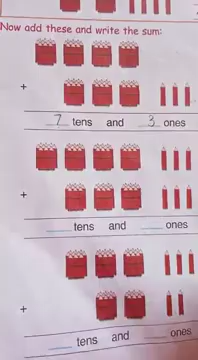 Now add these and write the sum:
+
7 tens and 3 ones
+
tens and ones
+
tens and ones